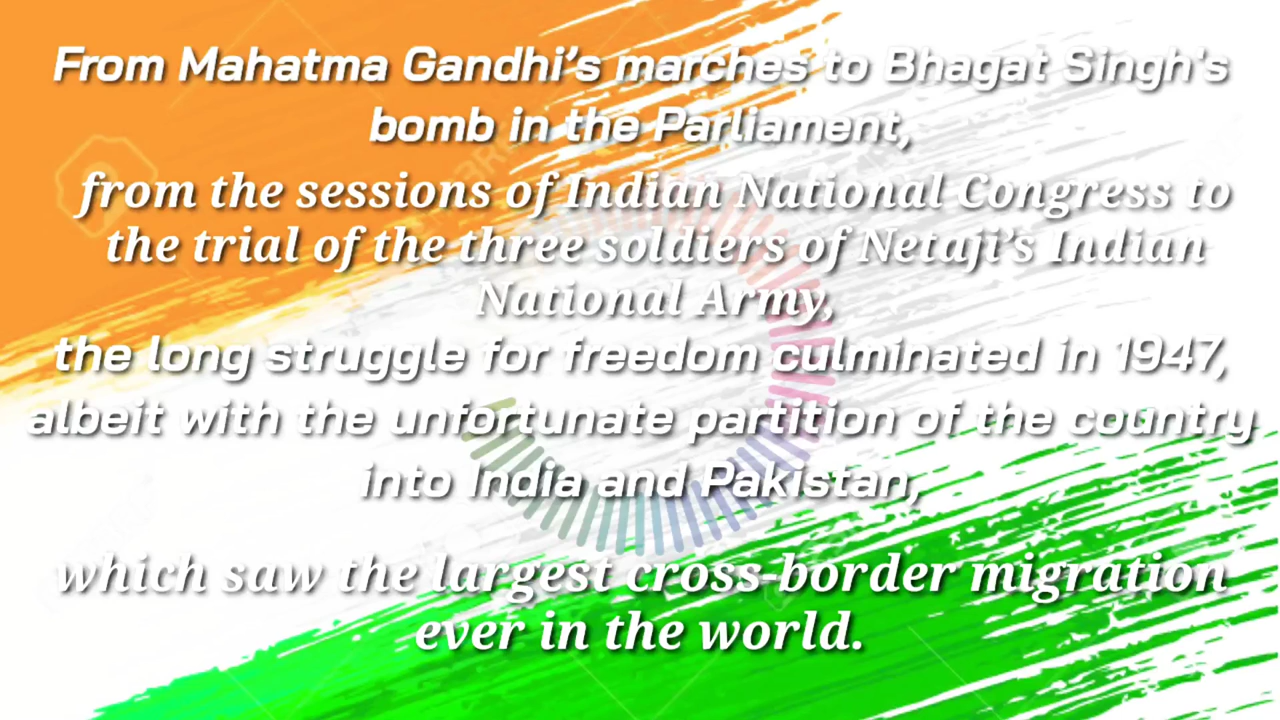 From Mahatma Gandhi’s marches to Bhagat Singh's
bomb in the Parliament,
from the sessions of Indian National Congress to
the trial of the three soldiers of Netaji’s Indian
National Army,
the long struggle for freedom culminated in 1947,
albeit with the unfortunate partition of the country
into India and Pakistan,
which saw the largest cross-border migration
ever in the world.